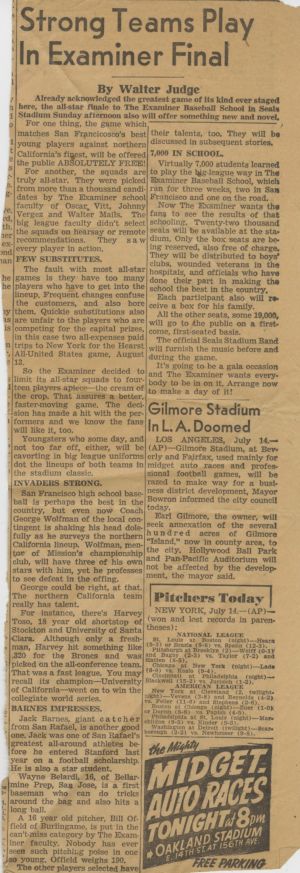 Strong Teams Play
In Examiner Final
By Walter Judge
Already acknowledged the greatest game of its kind ever staged
here, the all-star finale to The Examiner Baseball School in Seals
Stadium Sunday afternoon also will offer something new and novel.
For one thing, the game which
matches San Francicosco's best
young players against northern
California's finest, will be offered
the public ABSOLUTELY FREE!
For another, the squads are
truly all-star. They were picked
from more than a thousand candi-
dates by The Examiner school
faculty of Oscar, Vitt, Johnny
Vergez and Walter Mails. The
big league faculty didn't select
the squads on hearsay or remote
recommendations. They saw
every player in action.
FEW SUBSTITUTES.
The fault with most all-star
games is they have too many
players who have to get into the
lineup. Frequent changes confuse
the customers, and also bore
them. Quickie substitutions also
are unfair to the players who are
competing for the capital prizes,
in this case two all-expenses paid
trips to New York for the Hearst
All-United States game, August
13.
So the Examiner decided to
limit its all-star squads to four-
teen players apiece—the cream of
the crop. That assures a better,
faster-moving game. The deci-
sion has made a hit with the per-
formers and we know the fans
will like it, too.
Youngsters who some day, and
not too far off, either, will be
cavorting in big league uniforms
dot the lineups of both teams in
the stadium classic.
INVADERS STRONG.
San Francisco high school base-
ball is perhaps the best in the
country, but even now Coach
George Wolfman of the local con-
tingent is shaking his head dole-
fully as he surveys the northern
California lineup. Wolfman, men-
tor of Mission's championship
club, will have three of his own
stars with him, yet he professes
to see defeat in the offing.
George could be right, at that.
The northern California team
really has talent.
For instance, there's Harvey
Toso, 18 year old shortstop of
Stockton and University of Santa
Clara. Although only a fresh-
man, Harvey hit something like
.320 for the Broncs and was
picked on the all-conference team.
That was a fast league. You may
recall its champion—University
of California—went on to win the
collegiate world series.
BARNES IMPRESSES.
Jack Barnes, giant catcher
from San Rafael, is another good
one. Jack was one of San Rafael's
greatest all-around athletes be-
fore he entered Stanford last
year on a football scholarship.
He is also a star student.
Wayne Belardi, 16, of Bellar-
mine Prep, San Jose, is a first
baseman who can do tricks
around the bag and also hits a
long ball.
A 16 year old pitcher, Bill Of-
field of Burlingame, is put in the
can't-miss category by The Exam-
iner faculty. Nobody has ever
seen such pitching poise in one
so young. Offield weighs 190.
The other players selected have
their talents, too. They will be
discussed in subsequent stories.
7,000 IN SCHOOL.
Virtually 7,000 students learned
to play the big-league way in The
Examiner Baseball School, which
ran for three weeks, two in San
Francisco and one on the road.
Now the Examiner wants the
fans to see the results of that
schooling. Twenty-two thousand
seats will be available at the sta-
dium. Only the box seats are be-
ing reserved, also free of charge.
They will be distributed to boys'
clubs, wounded veterans in the
hospitals, and officials who have
done their part in making the
school the best in the country.
Each participant also will re-
ceive a box for his family.
All the other seats, some 19,000,
will go to the public on a first-
come, first-seated basis.
The official Seals Stadium Band
will furnish the music before and
during the game.
It's going to be a gala occasion
and The Examiner wants every-
body to be in on it. Arrange now
to make a day of it!
Gilmore Stadium
In L.A. Doomed
LOS ANGELES, July 14.—
(AP)—Gilmore Stadium, at Bev-
erly and Fairfax, used mainly for
midget auto races and profes-
sional football games, will be
razed to make way for a busi-
ness district development, Mayor
Bowron informed the city council
today.
Earl Gilmore, the owner, will
seek annexation of the several
hundred acres of Gilmore
"Island," now in county area, to
the city. Hollywood Ball Park
and Pan-Pacific Auditorium will
not be affected by the develop-
ment, the mayor said.
Pitchers Today
NEW YORK, July 14.—(AP)—
(won and lost records in paren-
theses):
NATIONAL LEAGUE
AMERICAN LEAGUE
the Mighty
MIDGET
AUTO RACES
TONIGHT at 8pm
OAKLAND STADIUM
E. 14TH ST. at 156TH AVE.
FREE PARKING